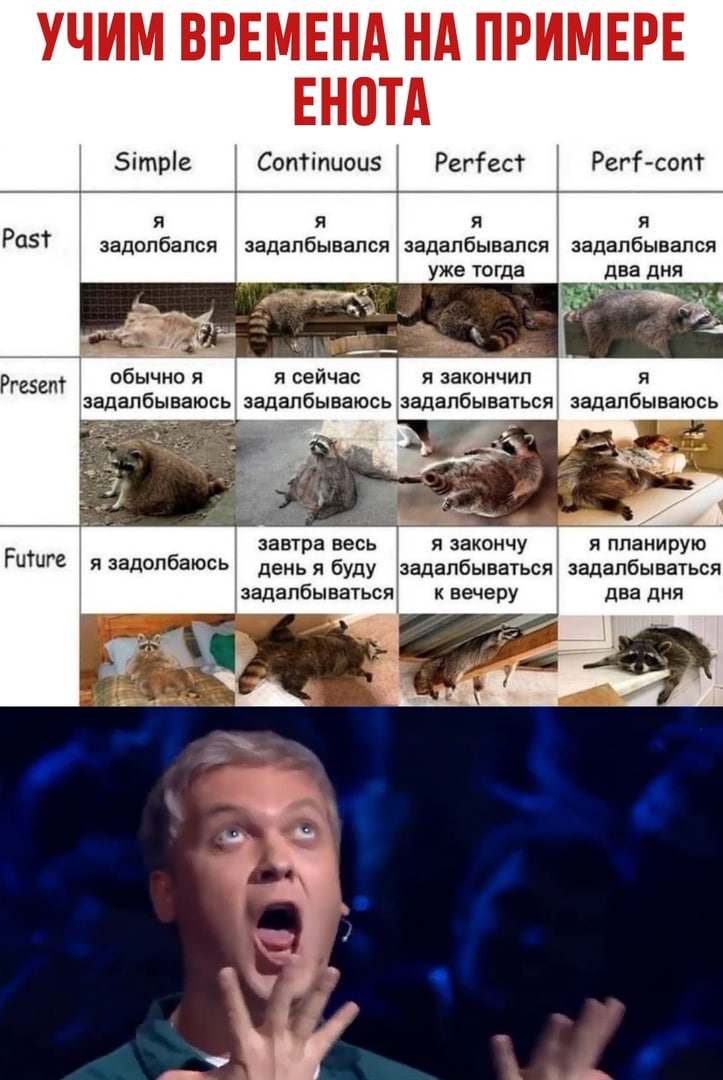 УЧИМ ВРЕМЕНА НА ПРИМЕРЕ
ЕНОТА
Simple Continuous Perfect Perf-cont
Past
я
задолбался
я
задалбывался
я
задалбывался
уже тогда
я
задалбывался
два дня
Present
обычно я
задалбываюсь
я сейчас
задалбываюсь
я закончил
задалбываться
я
задалбываюсь
Future
я задолбаюсь
завтра весь
день я буду
задалбываться
я закончу
задалбываться
к вечеру
я планирую
задалбываться
два дня